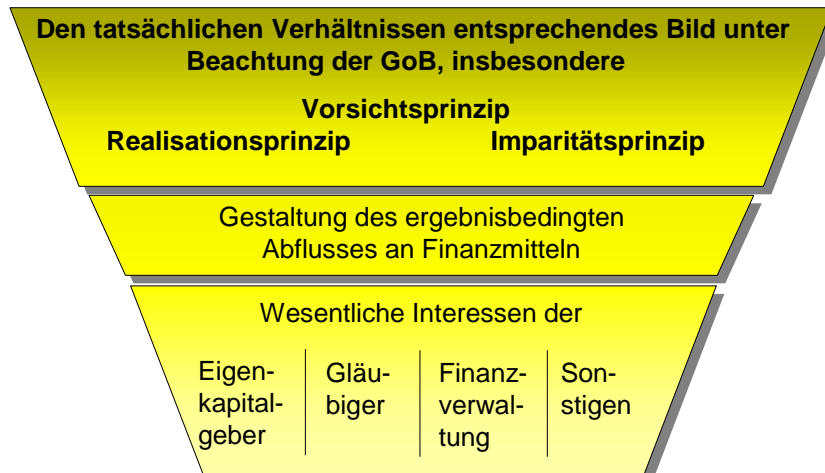 Den tatsächlichen Verhältnissen entsprechendes Bild unter
Beachtung der GoB, insbesondere
Vorsichtsprinzip
Realisationsprinzip Imparitätsprinzip
Gestaltung des ergebnisbedingten
Abflusses an Finanzmitteln
Wesentliche Interessen der
Eigen-
kapital-
geber
Gläu-
biger
Finanz-
verwal-
tung
Son-
stigen